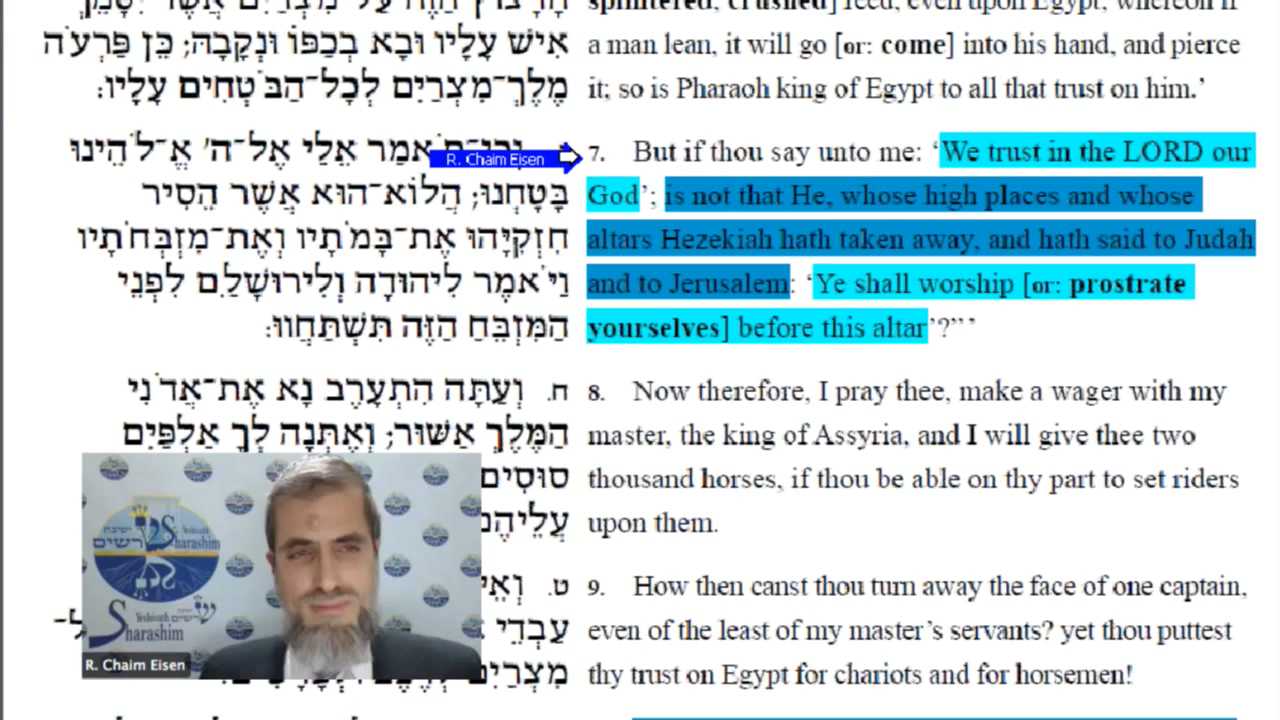 הָרָצוּץ הַזֶּה עַל־מִצְרַיִם אֲשֶׁר יִסָּמֵךְ
אִישׁ עָלָיו וּבָא בְכַפּוֹ וּנְקָבָהּ; כֵּן פַּרְעֹה
מֶלֶךְ־מִצְרַיִם לְכָל־הַבֹּטְחִים עָלָיו:
אֵלַי אֶל־ה' אֱ־לֹהֵינוּ
בָּטָחְנוּ; הֲלוֹא־הוּא אֲשֶׁר הֵסִיר
חִזְקִיָּהוּ אֶת־בָּמֹתָיו וְאֶת־מִזְבְּחֹתָיו
וַיֹּאמֶר לִיהוּדָה וְלִירוּשָׁלַ͏ִם לִפְנֵי
הַמִּזְבֵּחַ הַזֶּה תִּשְׁתַּחֲווּ:
ח. וְעַתָּה הִתְעָרֶב נָא אֶת־אֲדֹנִי
הַמֶּלֶךְ אַשּׁוּר; וְאֶתְּנָה לְךָ אַלְפַּיִם
סוּסִים
עֲלֵיהֶם
ט.
עַבְדֵי
מִצְרַיִם
splintered, crushed] reed, even upon Egypt, whereon if
a man lean, it will go [or: come] into his hand, and pierce
it; so is Pharaoh king of Egypt to all that trust on him.’
R. Chaim Eisen
7. But if thou say unto me: ‘We trust in the LORD our
God’; is not that He, whose high places and whose
altars Hezekiah hath taken away, and hath said to Judah
and to Jerusalem: ‘Ye shall worship [or: prostrate
yourselves] before this altar’?”’
8. Now therefore, I pray thee, make a wager with my
master, the king of Assyria, and I will give thee two
thousand horses, if thou be able on thy part to set riders
upon them.
9. How then canst thou turn away the face of one captain,
even of the least of my master’s servants? yet thou puttest
thy trust on Egypt for chariots and for horsemen!
ישיבת
שרשים
Yeshivath
Sharashim
Yeshivath
Sharashim
R. Chaim Eisen